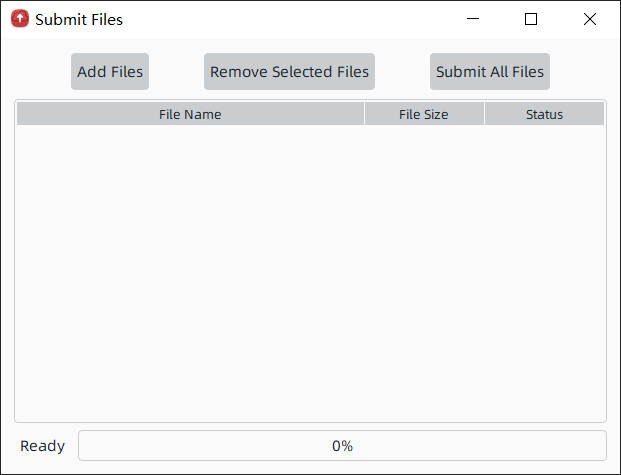 Submit Files
Add Files Remove Selected Files Submit All Files
File Name File Size Status
Ready 0%